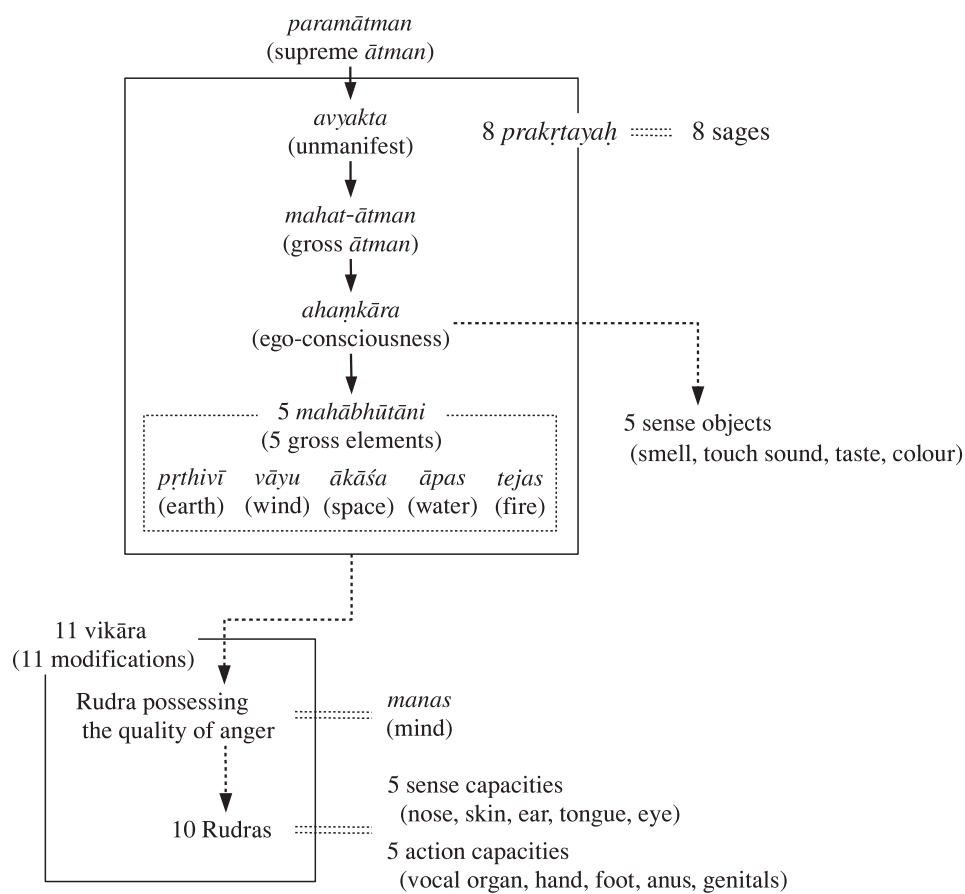 paramātman
(supreme ātman)
avyakta
(unmanifest)
8 prakṛtayaḥ 8 sages
mahat-ātman
(gross ātman)
ahaṃkāra
(ego-consciousness)
5 mahābhūtāni
(5 gross elements)
pṛthivī vāyu ākāśa āpas tejas
(earth) (wind) (space) (water) (fire)
5 sense objects
(smell, touch sound, taste, colour)
11 vikāra
(11 modifications)
Rudra possessing
the quality of anger
manas
(mind)
10 Rudras
5 sense capacities
(nose, skin, ear, tongue, eye)
5 action capacities
(vocal organ, hand, foot, anus, genitals)